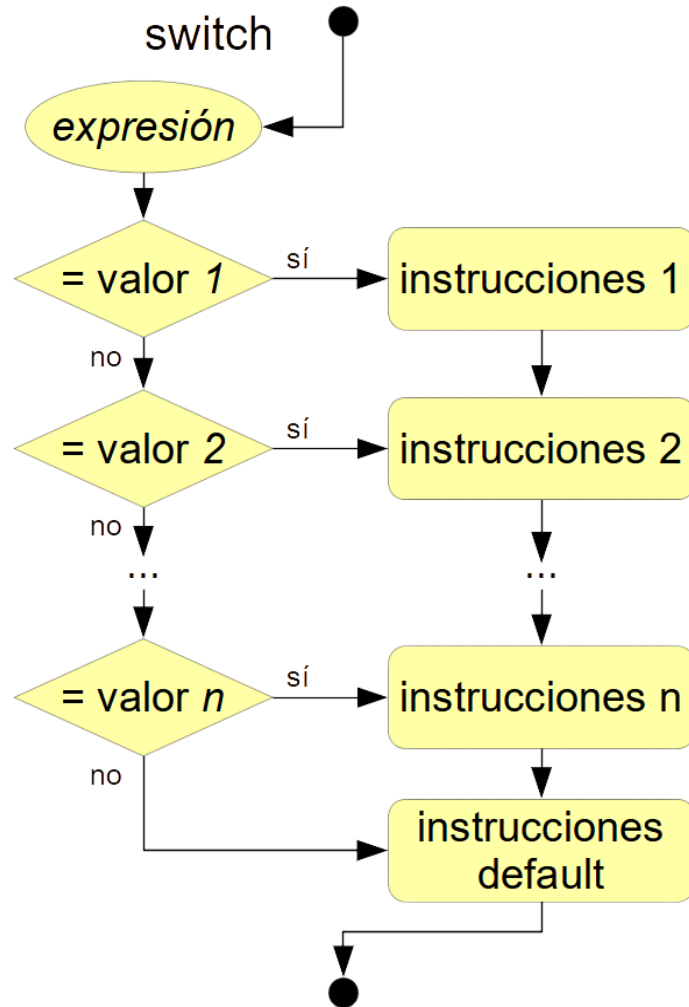 switch
expresión
= valor 1
sí
instrucciones 1
no
= valor 2
sí
instrucciones 2
no
...
...
= valor n
sí
instrucciones n
no
instrucciones
default